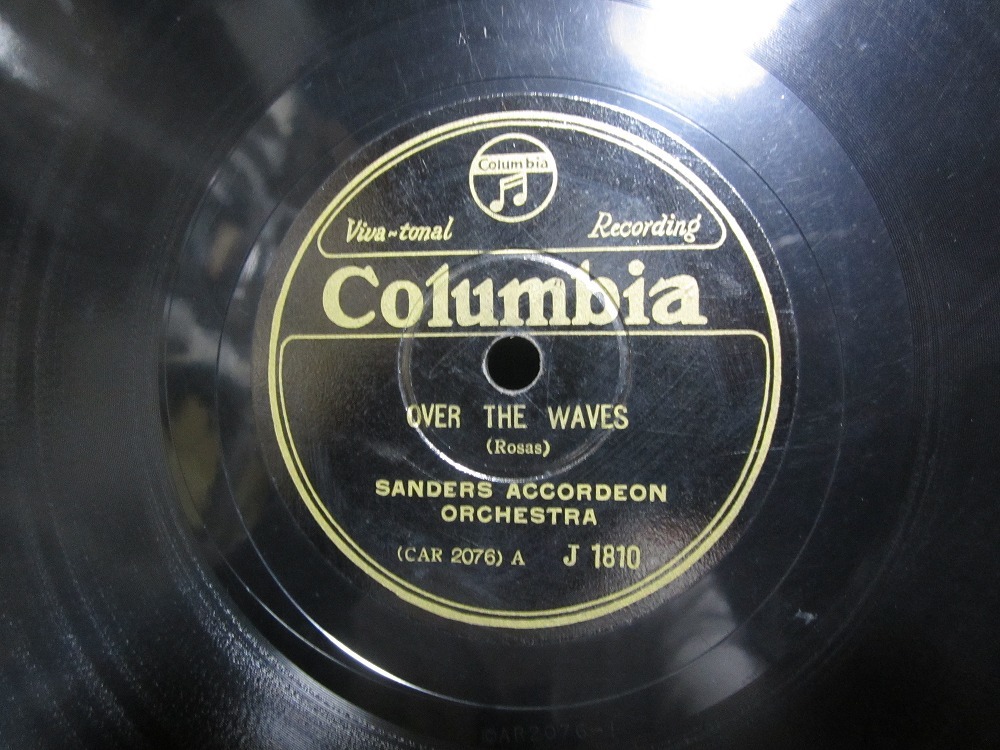 Columbia
Viva-tonal Recording
Columbia
OVER THE WAVES
(Rosas)
SANDERS ACCORDEON
ORCHESTRA
(CAR 2076) A J 1810